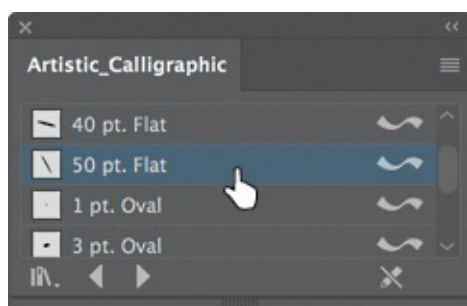 Artistic_Calligraphic
40 pt. Flat
50 pt. Flat
1 pt. Oval
3 pt. Oval